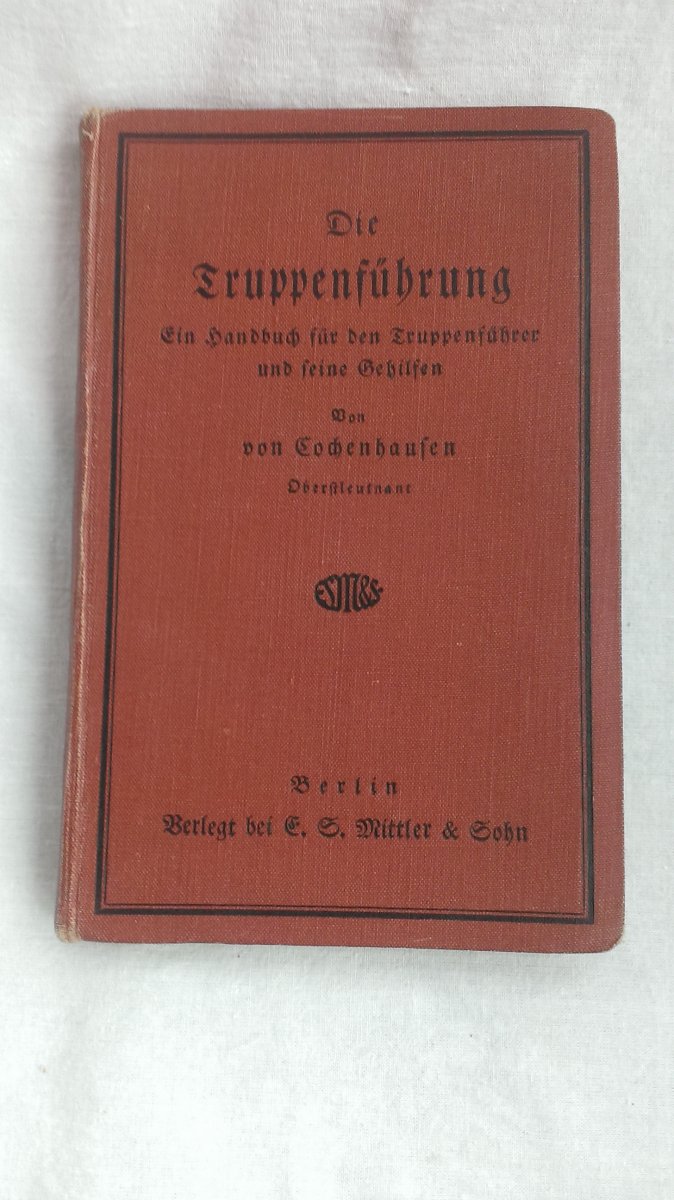 Die
Truppenführung
Ein Handbuch für den Truppenführer
und seine Gehilfen
Von
von Cochenhausen
Oberstleutnant
ESM&S
Berlin
Verlegt bei E. S. Mittler & Sohn